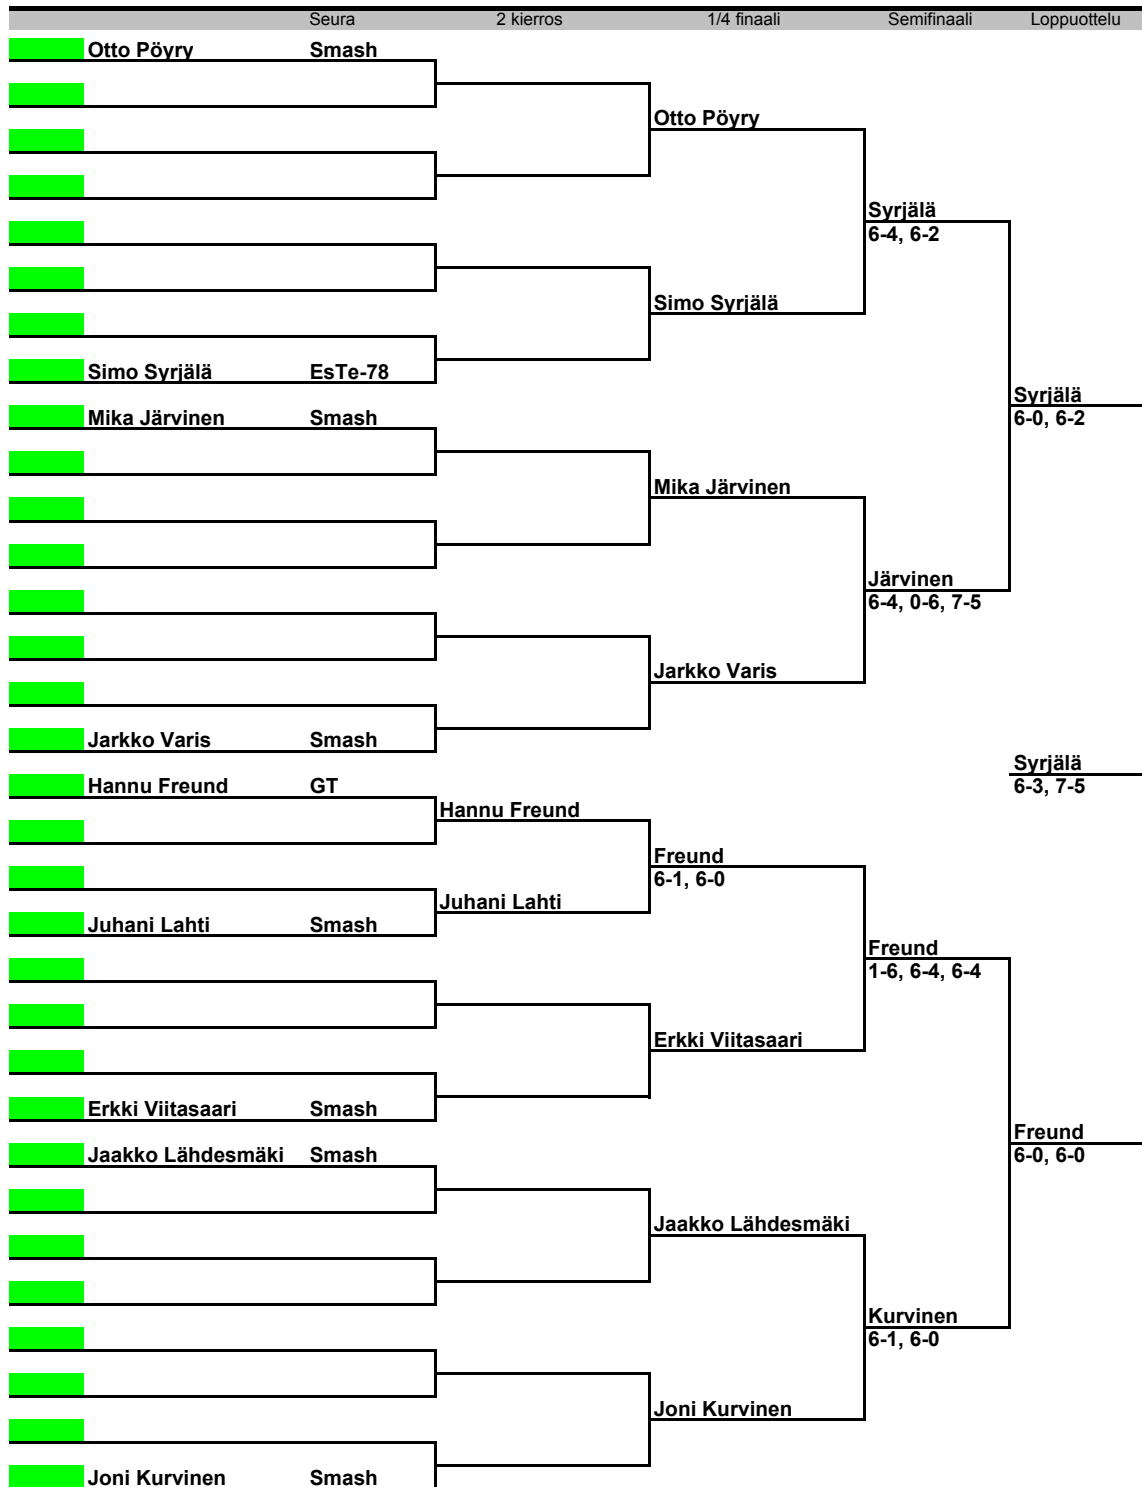 Seura 2 kierros 1/4 finaali Semifinaali Loppuottelu
Otto Pöyry Smash
Otto Pöyry
Syrjälä
6-4, 6-2
Simo Syrjälä
Simo Syrjälä EsTe-78
Syrjälä
6-0, 6-2
Mika Järvinen Smash
Mika Järvinen
Järvinen
6-4, 0-6, 7-5
Jarkko Varis
Jarkko Varis Smash
Syrjälä
6-3, 7-5
Hannu Freund GT
Hannu Freund
Freund
6-1, 6-0
Juhani Lahti
Juhani Lahti Smash
Freund
1-6, 6-4, 6-4
Erkki Viitasaari
Erkki Viitasaari Smash
Freund
6-0, 6-0
Jaakko Lähdesmäki Smash
Jaakko Lähdesmäki
Kurvinen
6-1, 6-0
Joni Kurvinen
Joni Kurvinen Smash